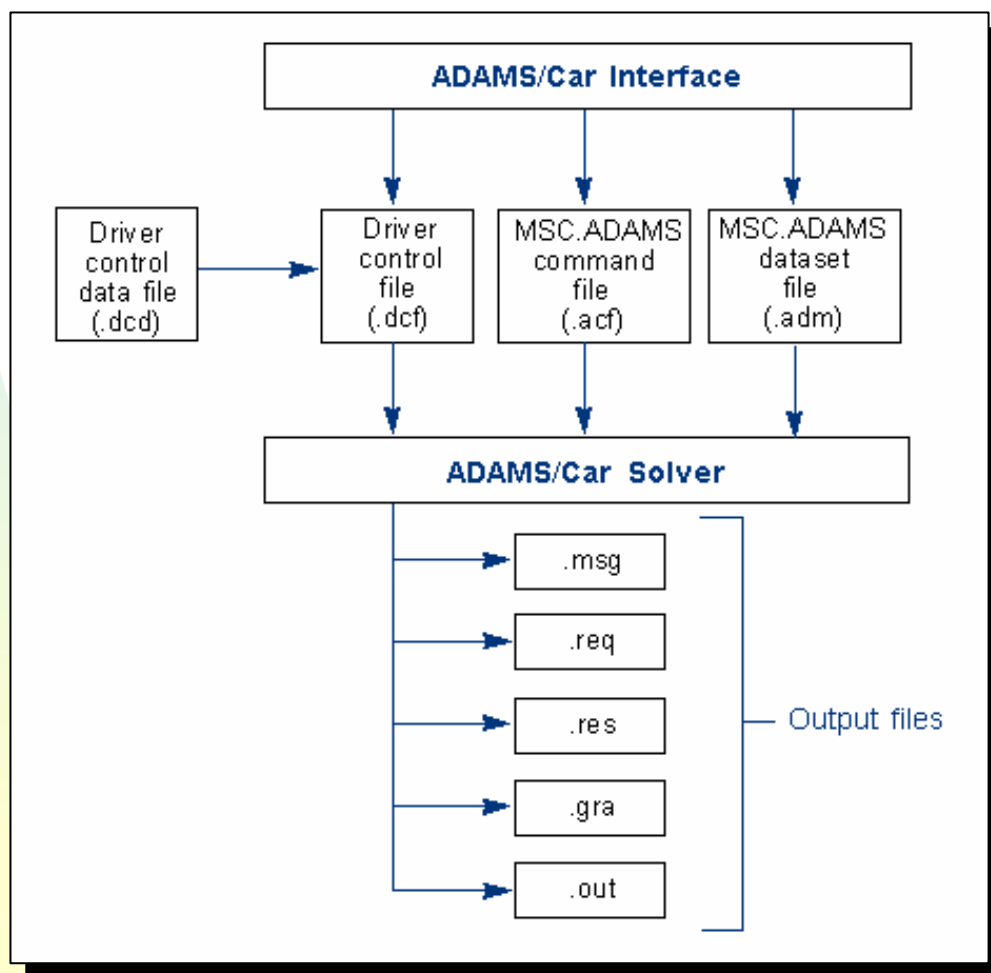 ADAMS/Car Interface
Driver
control
data file
(.dcd)
Driver
control
file
(.dcf)
MSC.ADAMS
command
file
(.acf)
MSC.ADAMS
dataset
file
(.adm)
ADAMS/Car Solver
.msg
.req
.res
.gra
.out
Output files